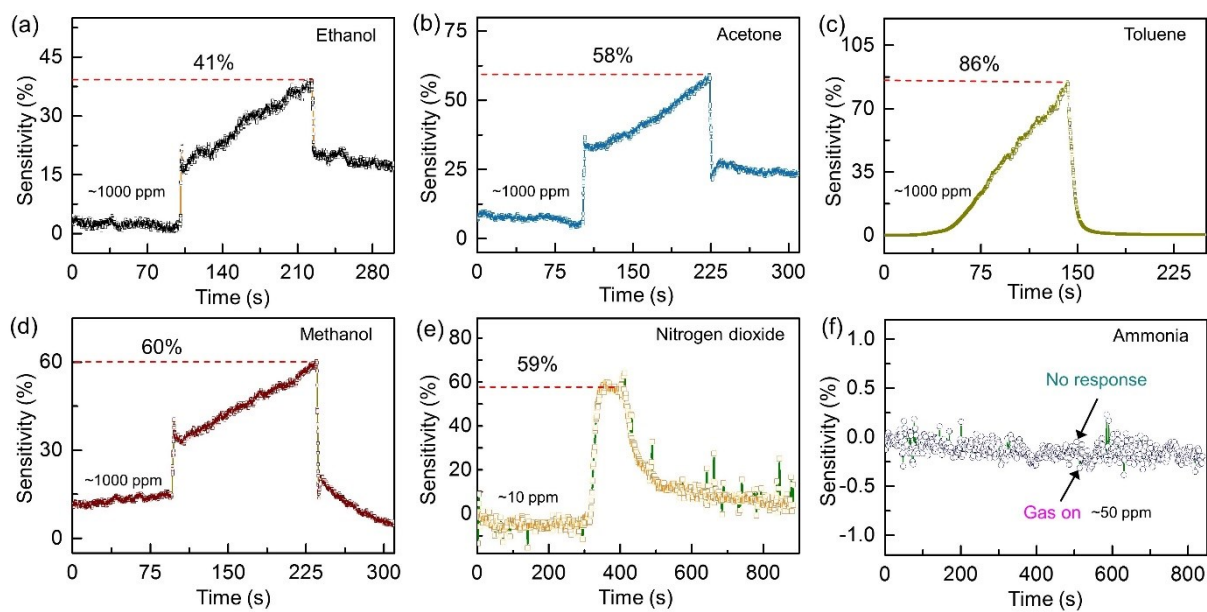 (a)
Ethanol
41%
~1000 ppm
Sensitivity (%)
45
30
15
0
0 70 140 210 280
Time (s)
(b)
Acetone
58%
~1000 ppm
Sensitivity (%)
75
50
25
0
0 75 150 225 300
Time (s)
(c)
Toluene
86%
~1000 ppm
Sensitivity (%)
105
70
35
0
0 75 150 225
Time (s)
(d)
Methanol
60%
~1000 ppm
Sensitivity (%)
60
30
0
0 75 150 225 300
Time (s)
(e)
Nitrogen dioxide
59%
~10 ppm
Sensitivity (%)
80
60
40
20
0
0 200 400 600 800
Time (s)
(f)
Ammonia
No response
Gas on ~50 ppm
Sensitivity (%)
1.0
0.5
0.0
-0.5
-1.0
0 200 400 600 800
Time (s)